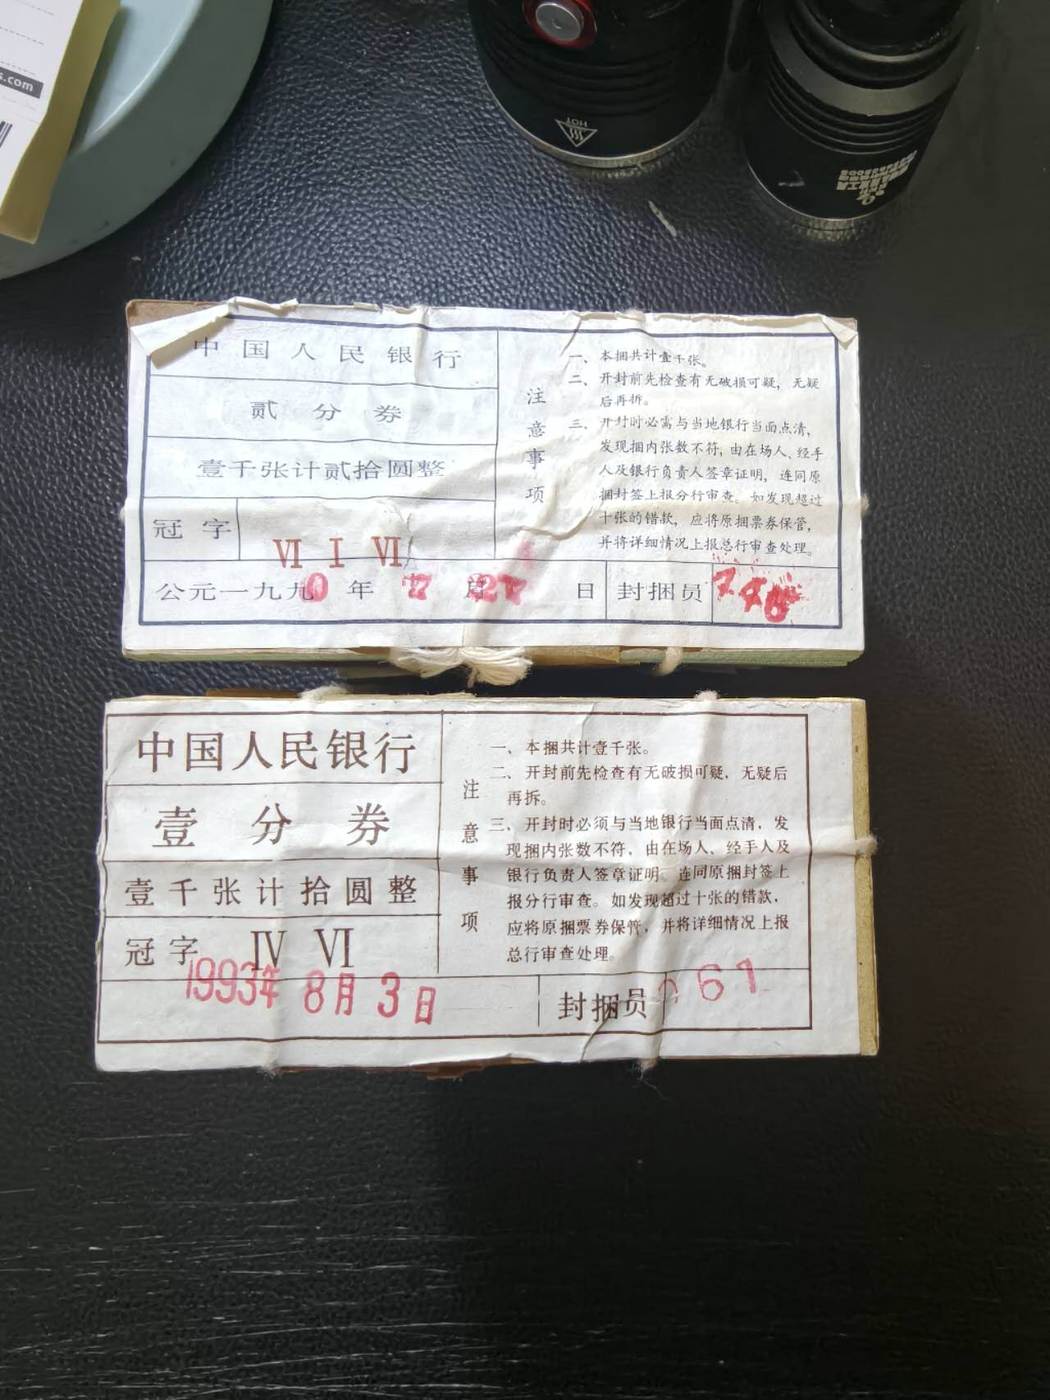 s.com
HOT
中国人民银行
贰分券
壹千张计贰拾圆整
冠字
ⅥⅠⅥ
公元一九九0年7月27日
封捆员
注意事项
一、本捆共计壹千张。
二、开封前先检查有无破损可疑，无疑
后再拆。
三、开封时必需与当地银行当面点清，
发现捆内张数不符，由在场人、经手
人及银行负责人签章证明，连同原
捆封签上报分行审查。如发现超过
十张的错款，应将原捆票券保管，
并将详细情况上报总行审查处理。
中国人民银行
壹分券
壹千张计拾圆整
冠字 Ⅳ Ⅵ
1993年8月3日
封捆员 61
注意事项
一、本捆共计壹千张。
二、开封前先检查有无破损可疑，无疑后
再拆。
三、开封时必须与当地银行当面点清，发
现捆内张数不符，由在场人、经手人及
银行负责人签章证明。连同原捆封签上
报分行审查。如发现超过十张的错款，
应将原捆票券保管，并将详细情况上报
总行审查处理。